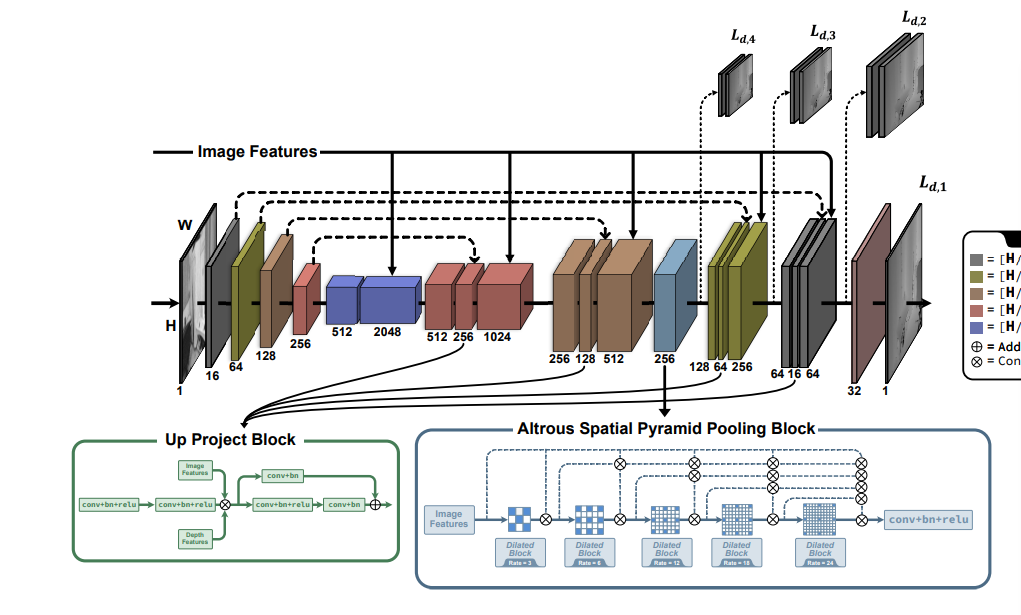 L_{d,4}
L_{d,3}
L_{d,2}
Image Features
L_{d,1}
W
H
1
16
64
128
256
512
2048
512 256 1024
256 128 512
256
128 64 256
64 16 64
32
1
= [H/
= [H/
= [H/
= [H/
= [H/
⊕ = Add
⊗ = Con
Up Project Block
Image
Features
conv+bn
conv+bn+relu
conv+bn+relu
conv+bn+relu
conv+bn
Depth
Features
Altrous Spatial Pyramid Pooling Block
Image
Features
conv+bn+relu
Dilated
Block
Rate = 3
Dilated
Block
Rate = 6
Dilated
Block
Rate = 12
Dilated
Block
Rate = 18
Dilated
Block
Rate = 24